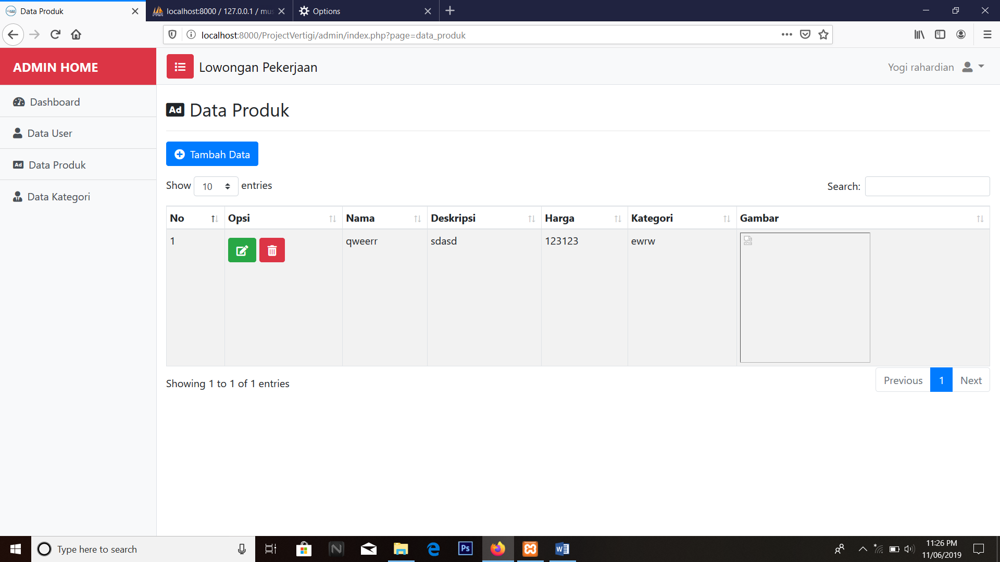 Data Produk
localhost:8000 / 127.0.0.1 / mus
Options
localhost:8000/ProjectVertigi/admin/index.php?page=data_produk
ADMIN HOME
Lowongan Pekerjaan
Yogi rahardian
Dashboard
Data User
Ad Data Produk
Data Kategori
Ad Data Produk
Tambah Data
Show 10 entries
Search:
No Opsi Nama Deskripsi Harga Kategori Gambar
1 qweerr sdasd 123123 ewrw
Showing 1 to 1 of 1 entries
Previous 1 Next
Type here to search
N
Ps
W
11:26 PM
11/06/2019